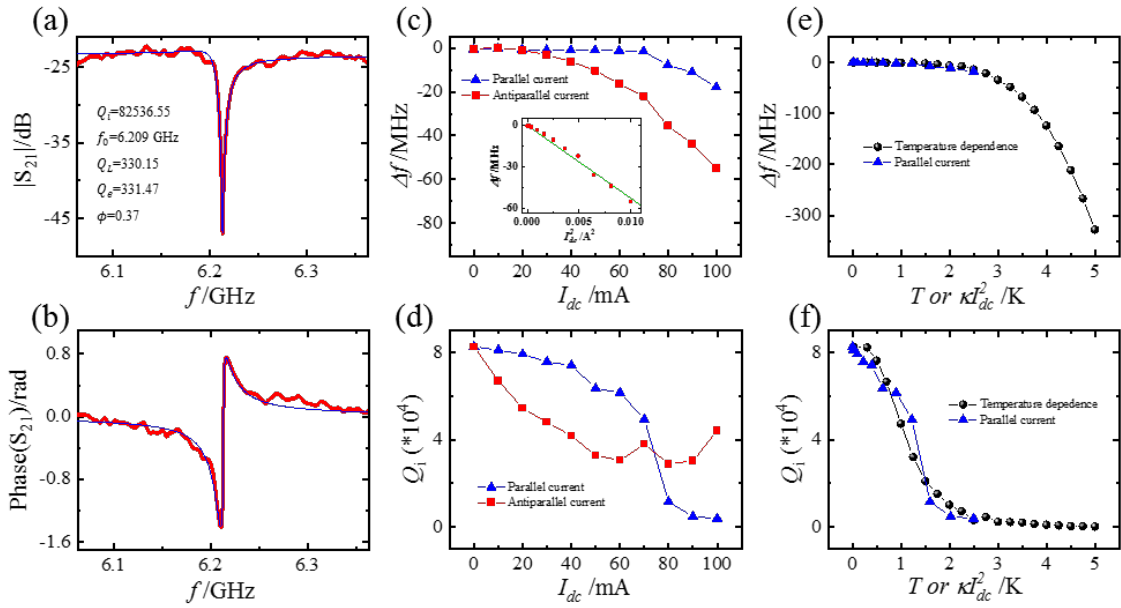 (a)
-25
-35
-45
|S21|/dB
Qi=82536.55
f0=6.209 GHz
QL=330.15
Qe=331.47
ϕ=0.37
6.1 6.2 6.3
f/GHz
(b)
0.8
0.0
-0.8
-1.6
Phase(S21)/rad
6.1 6.2 6.3
f/GHz
(c)
0
-20
-40
-60
-80
Δf/MHz
Parallel current
Antiparallel current
0
-30
-60
Δf/MHz
0.000 0.005 0.010
I²dc/A²
0 20 40 60 80 100
Idc /mA
(d)
8
4
0
Qi (*10⁴)
Parallel current
Antiparallel current
0 20 40 60 80 100
Idc /mA
(e)
0
-100
-200
-300
Δf/MHz
Temperature dependence
Parallel current
0 1 2 3 4 5
T or κI²dc /K
(f)
8
4
0
Qi (*10⁴)
Temperature depedence
Parallel current
0 1 2 3 4 5
T or κI²dc /K